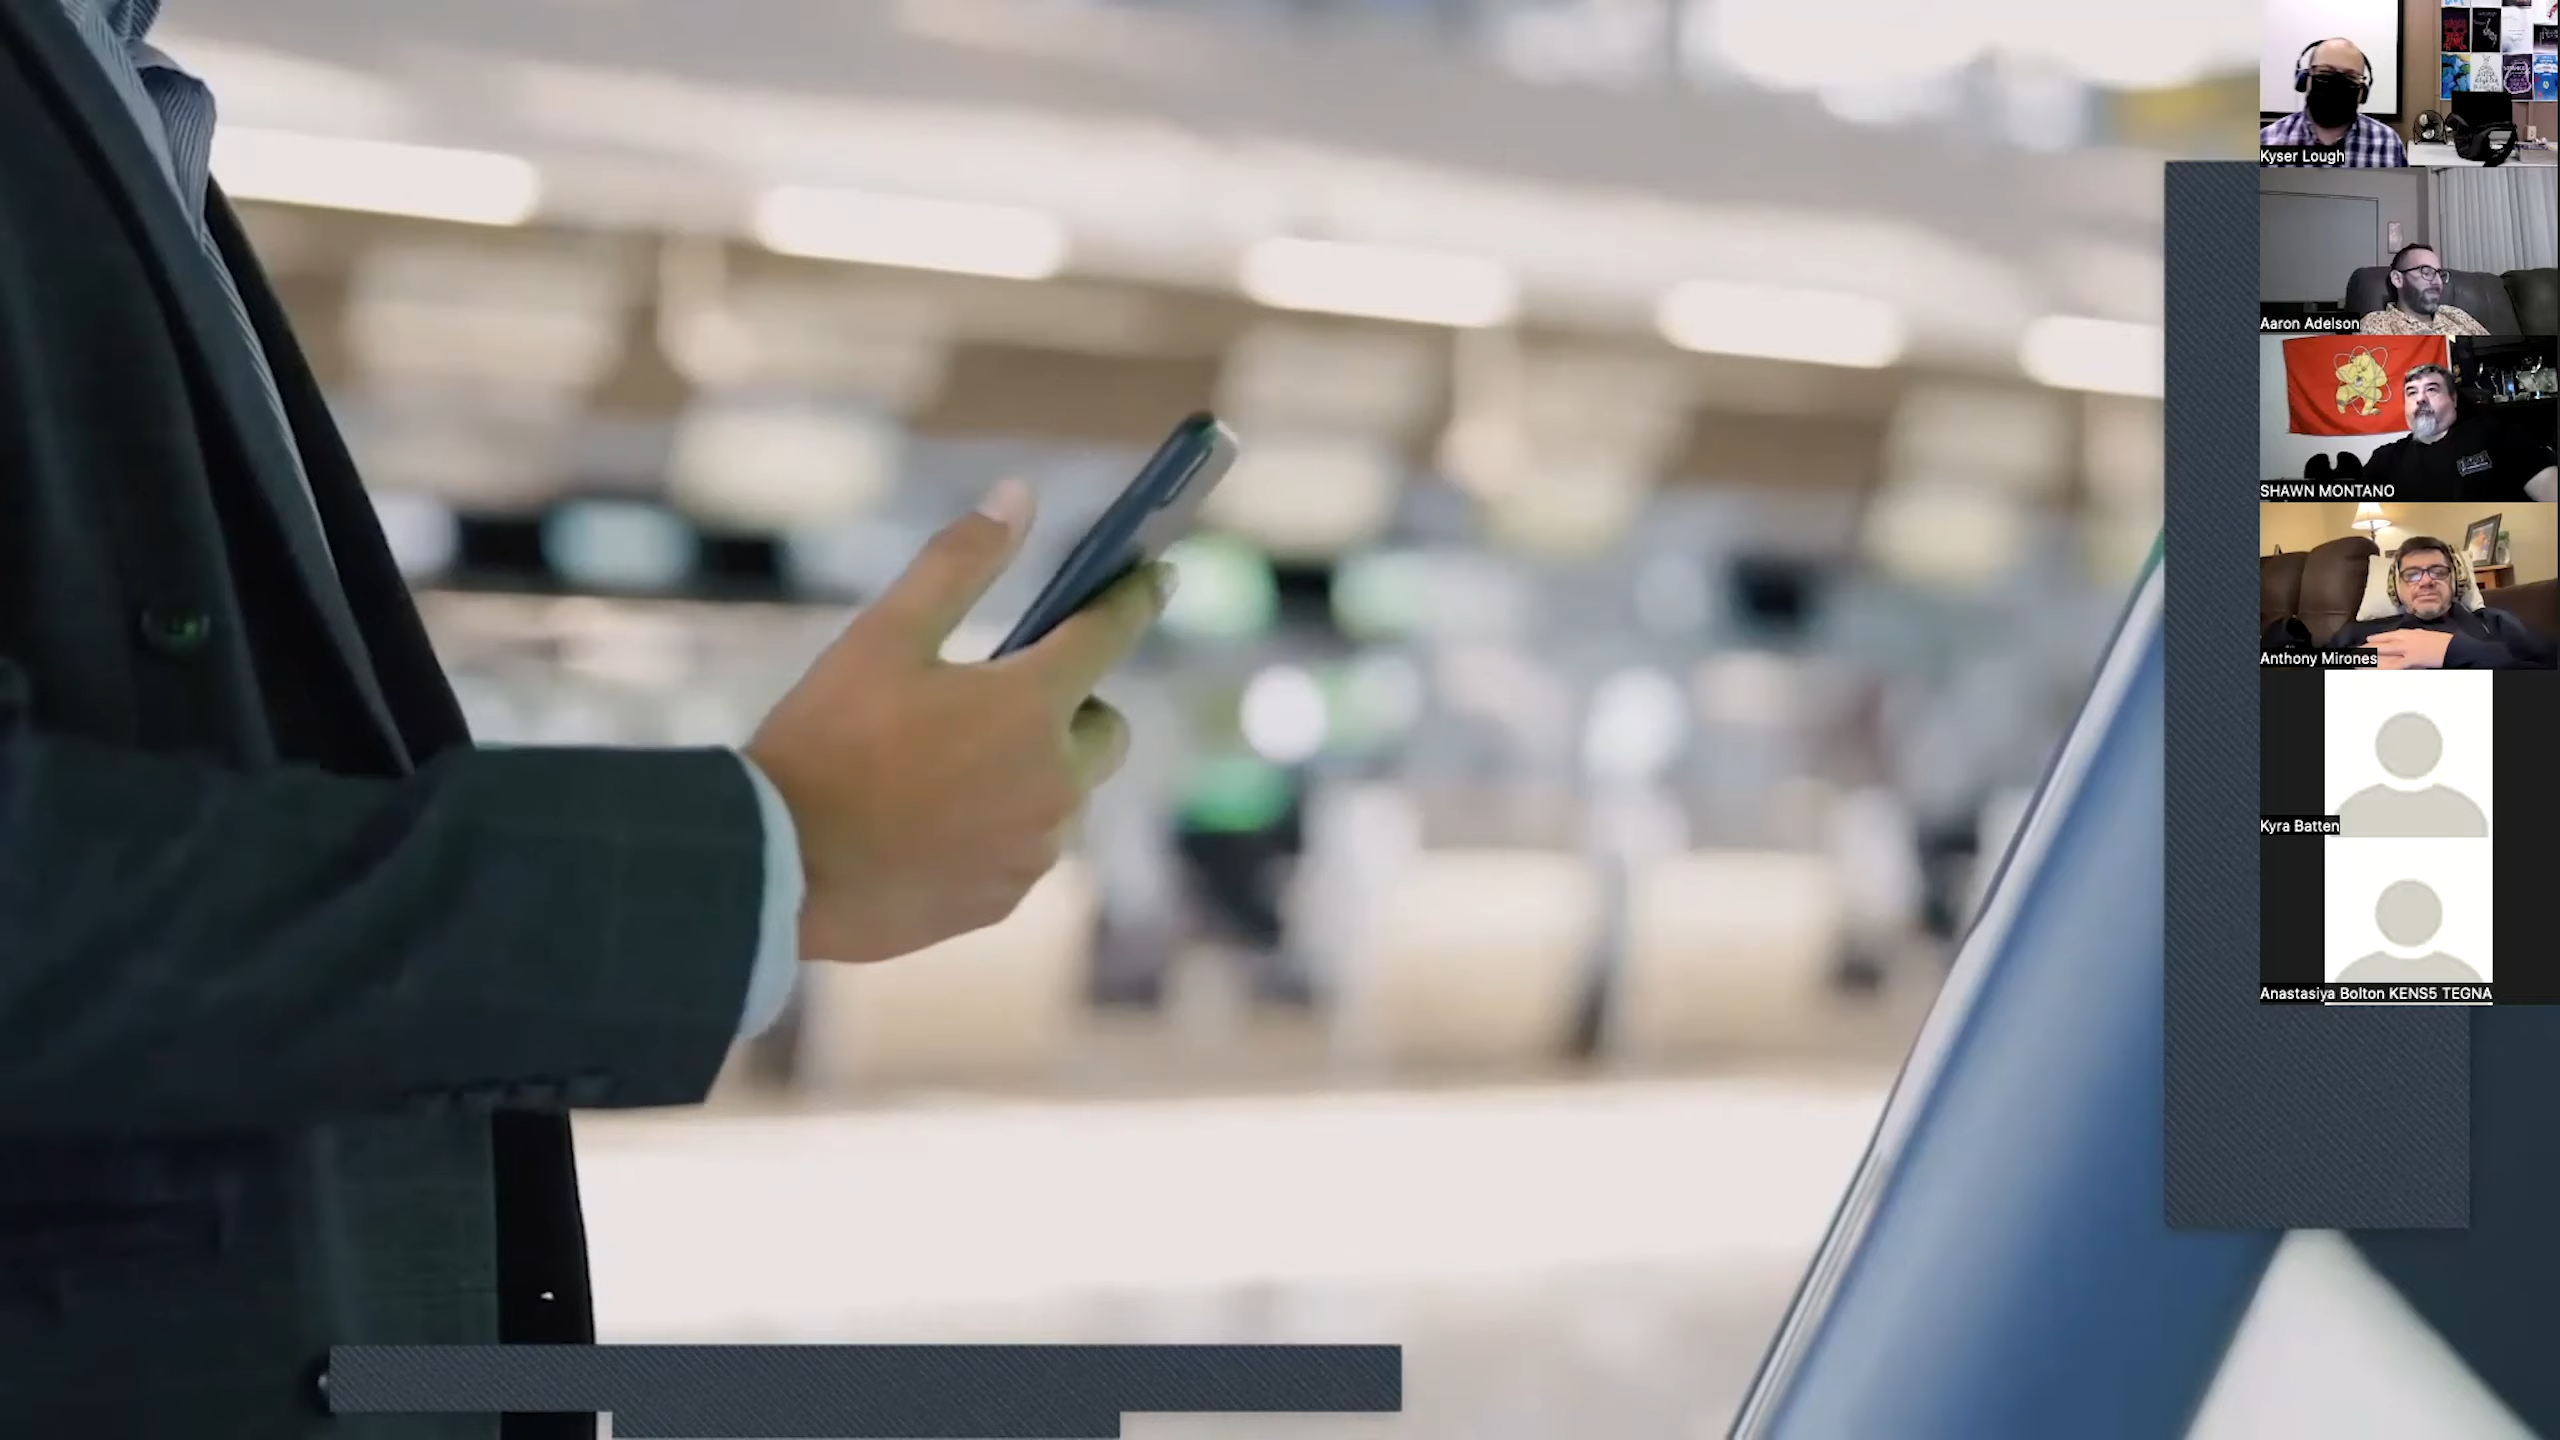 Kyser Lough
Aaron Adelson
SHAWN MONTANO
Anthony Mirones
Kyra Batten
Anastasiya Bolton KENS5 TEGNA